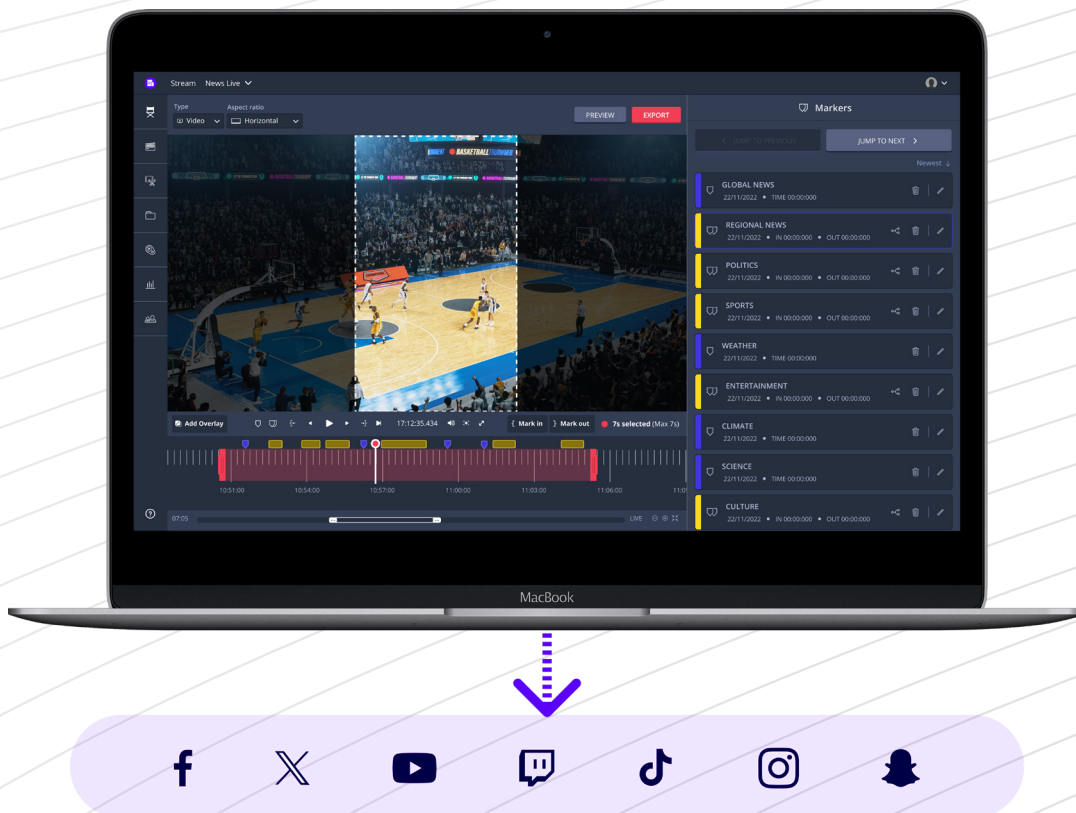 Stream News Live
Type Aspect ratio
Video Horizontal
PREVIEW EXPORT
BASKETBALL
Add Overlay
17:12:35.434
{ Mark in } Mark out
7s selected (Max 7s)
10:51:00 10:54:00 10:57:00 11:00:00 11:03:00 11:06:00
07:05
LIVE
Markers
JUMP TO PREVIOUS JUMP TO NEXT
Newest
GLOBAL NEWS
22/11/2022 • TIME 00:00:000
REGIONAL NEWS
22/11/2022 • IN 00:00:000 • OUT 00:00:000
POLITICS
22/11/2022 • IN 00:00:000 • OUT 00:00:000
SPORTS
22/11/2022 • IN 00:00:000 • OUT 00:00:000
WEATHER
22/11/2022 • TIME 00:00:000
ENTERTAINMENT
22/11/2022 • IN 00:00:000 • OUT 00:00:000
CLIMATE
22/11/2022 • TIME 00:00:000
SCIENCE
22/11/2022 • TIME 00:00:000
CULTURE
22/11/2022 • IN 00:00:000 • OUT 00:00:000
MacBook